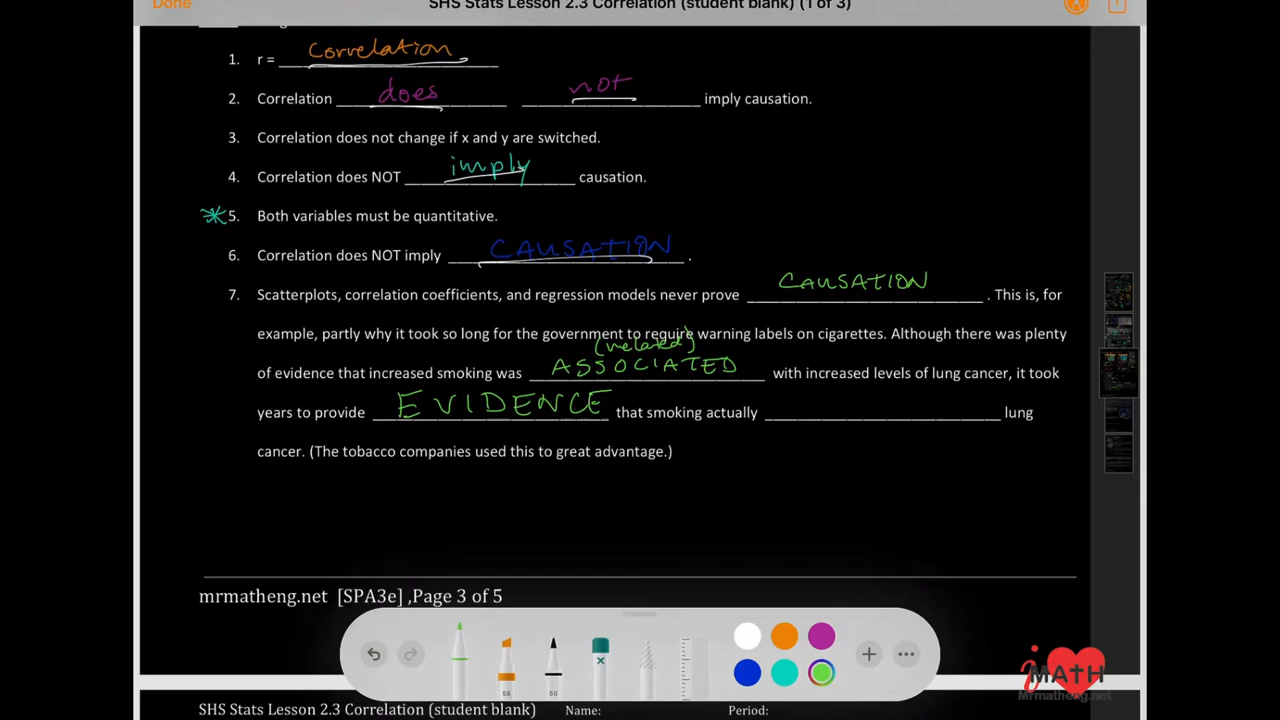 Done
SHS Stats Lesson 2.3 Correlation (student blank) (1 of 3)
1. r = Correlation
2. Correlation does not imply causation.
3. Correlation does not change if x and y are switched.
4. Correlation does NOT imply causation.
*5. Both variables must be quantitative.
6. Correlation does NOT imply CAUSATION.
7. Scatterplots, correlation coefficients, and regression models never prove CAUSATION. This is, for
example, partly why it took so long for the government to require warning labels on cigarettes. Although there was plenty
(related)
of evidence that increased smoking was ASSOCIATED with increased levels of lung cancer, it took
years to provide EVIDENCE that smoking actually ____ lung
cancer. (The tobacco companies used this to great advantage.)
mrmatheng.net [SPA3e] ,Page 3 of 5
56 50
iMATH
Mrmatheng.net
SHS Stats Lesson 2.3 Correlation (student blank) Name: Period: